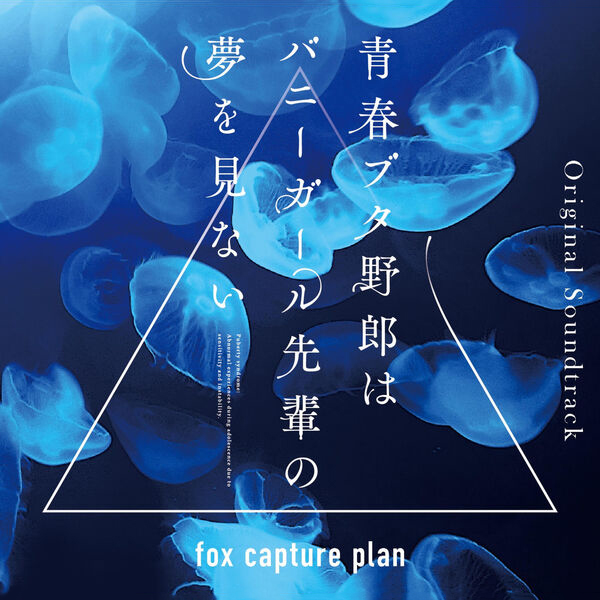 青春ブタ野郎は
バニーガール先輩の
夢を見ない
Puberty syndrome:
Abnormal experiences during adolescence due to
sensitivity and instability.
Original Soundtrack
fox capture plan